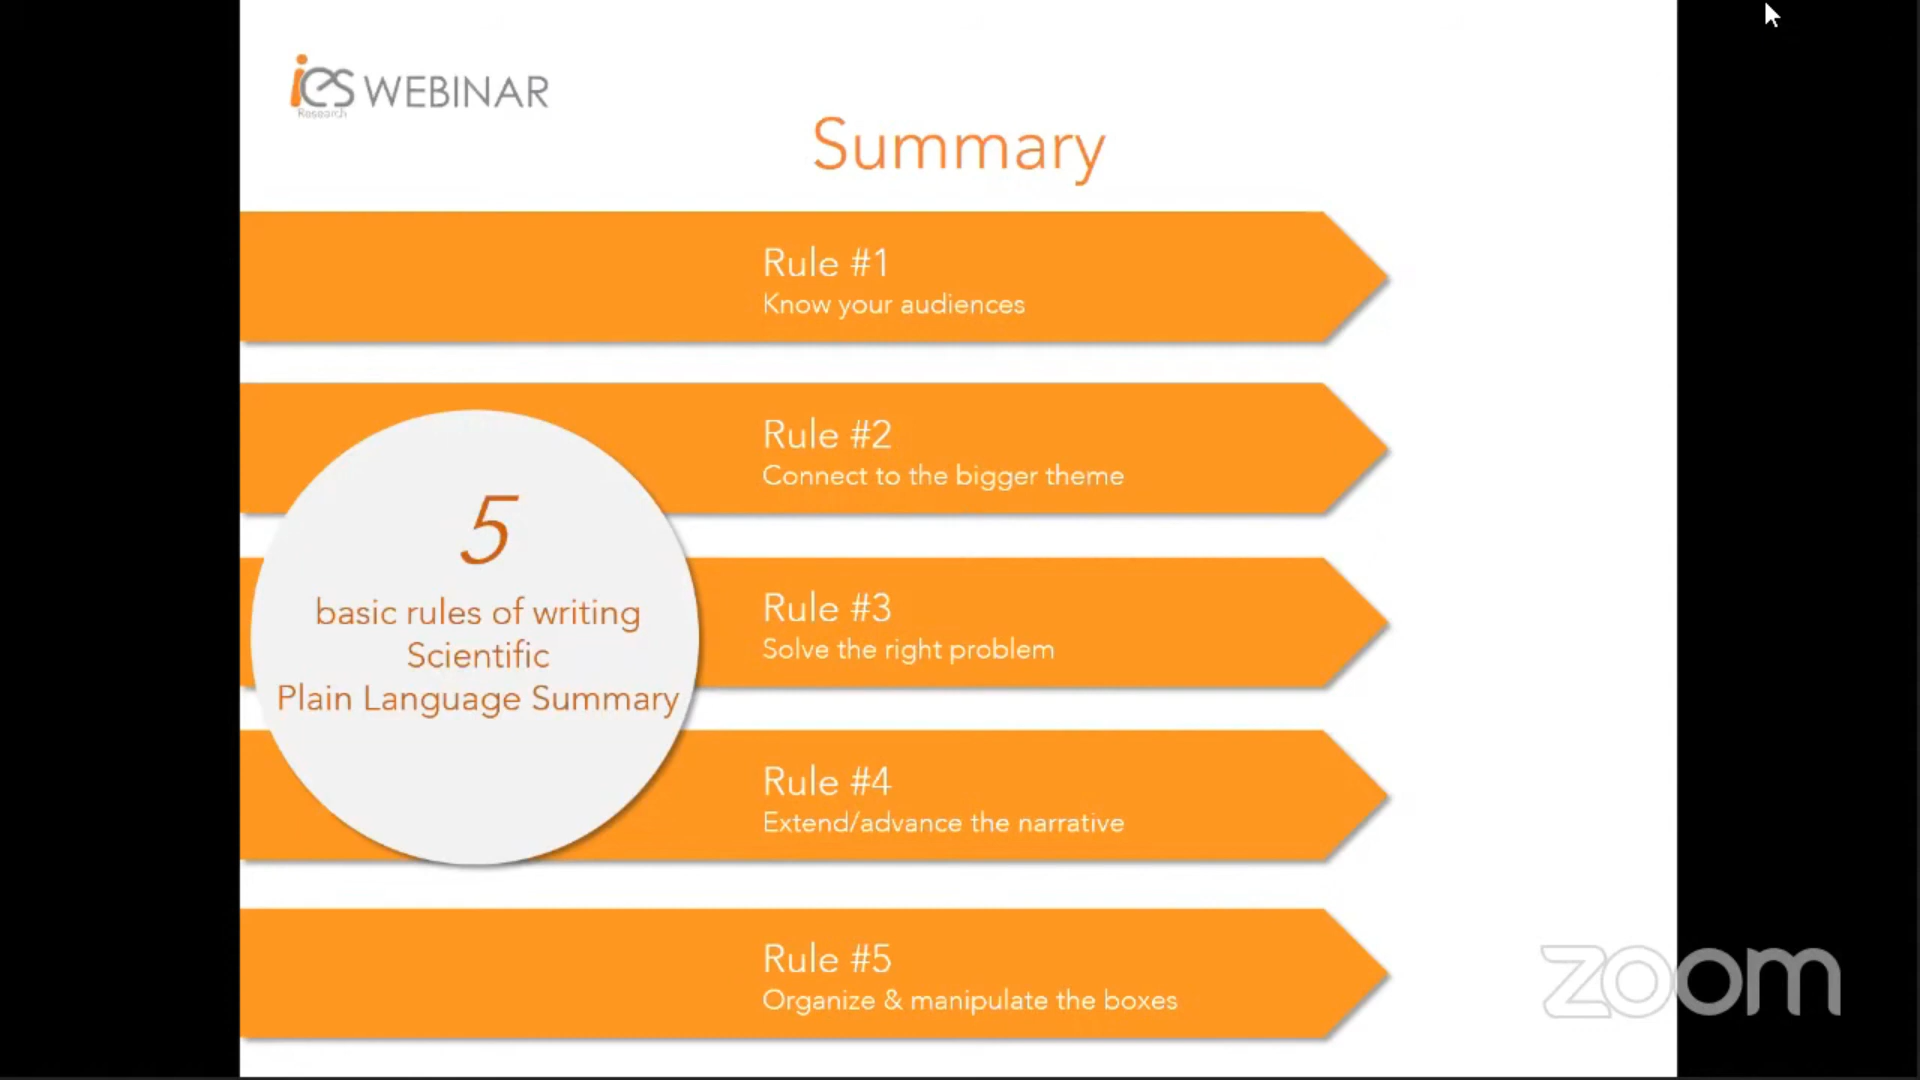 ies WEBINAR
Research
Summary
Rule #1
Know your audiences
Rule #2
Connect to the bigger theme
5
basic rules of writing
Scientific
Plain Language Summary
Rule #3
Solve the right problem
Rule #4
Extend/advance the narrative
Rule #5
Organize & manipulate the boxes
zoom